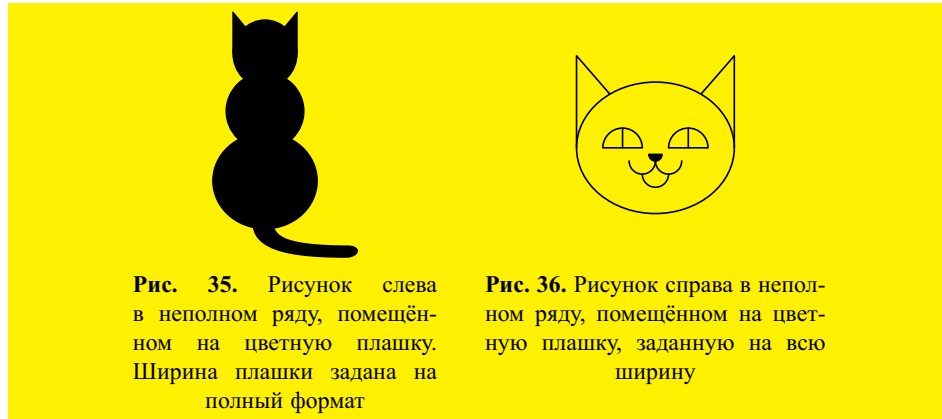 Рис. 35. Рисунок слева
в неполном ряду, помещён-
ном на цветную плашку.
Ширина плашки задана на
полный формат
Рис. 36. Рисунок справа в непол-
ном ряду, помещённом на цвет-
ную плашку, заданную на всю
ширину